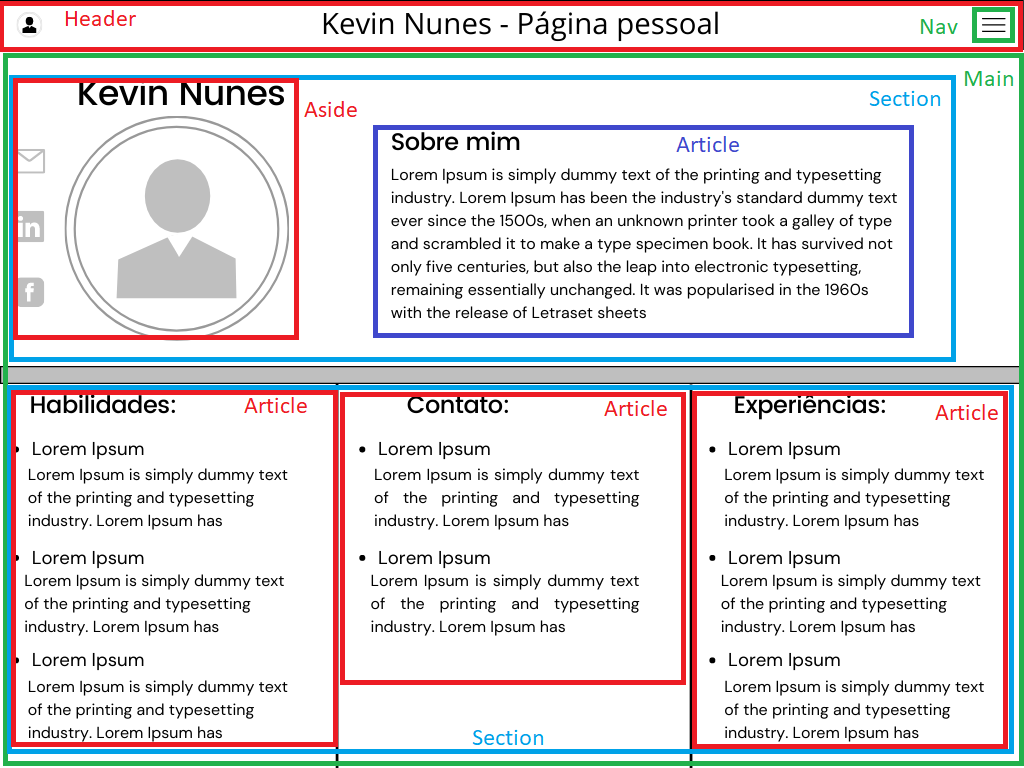 Header
Kevin Nunes - Página pessoal
Nav
Main
Kevin Nunes
Aside
Section
in
f
Sobre mim
Article
Lorem Ipsum is simply dummy text of the printing and typesetting
industry. Lorem Ipsum has been the industry's standard dummy text
ever since the 1500s, when an unknown printer took a galley of type
and scrambled it to make a type specimen book. It has survived not
only five centuries, but also the leap into electronic typesetting,
remaining essentially unchanged. It was popularised in the 1960s
with the release of Letraset sheets
Habilidades:
Article
Lorem Ipsum
Lorem Ipsum is simply dummy text
of the printing and typesetting
industry. Lorem Ipsum has
Lorem Ipsum
Lorem Ipsum is simply dummy text
of the printing and typesetting
industry. Lorem Ipsum has
Lorem Ipsum
Lorem Ipsum is simply dummy text
of the printing and typesetting
industry. Lorem Ipsum has
Contato:
Article
Lorem Ipsum
Lorem Ipsum is simply dummy text
of the printing and typesetting
industry. Lorem Ipsum has
Lorem Ipsum
Lorem Ipsum is simply dummy text
of the printing and typesetting
industry. Lorem Ipsum has
Section
Experiências:
Article
Lorem Ipsum
Lorem Ipsum is simply dummy text
of the printing and typesetting
industry. Lorem Ipsum has
Lorem Ipsum
Lorem Ipsum is simply dummy text
of the printing and typesetting
industry. Lorem Ipsum has
Lorem Ipsum
Lorem Ipsum is simply dummy text
of the printing and typesetting
industry. Lorem Ipsum has